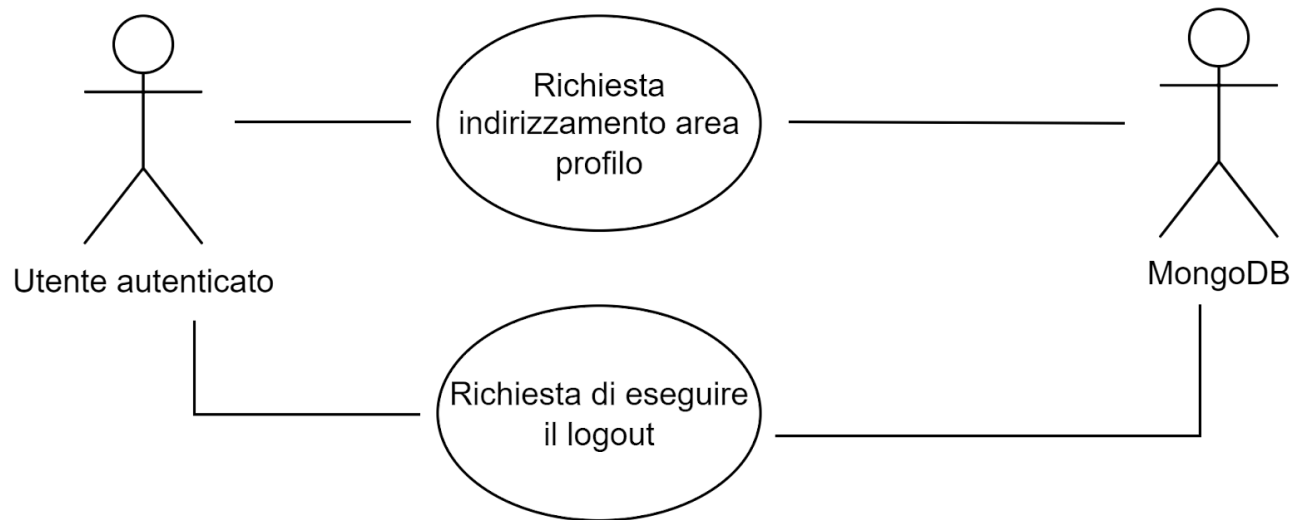 Richiesta
indirizzamento area
profilo
Utente autenticato
MongoDB
Richiesta di eseguire
il logout